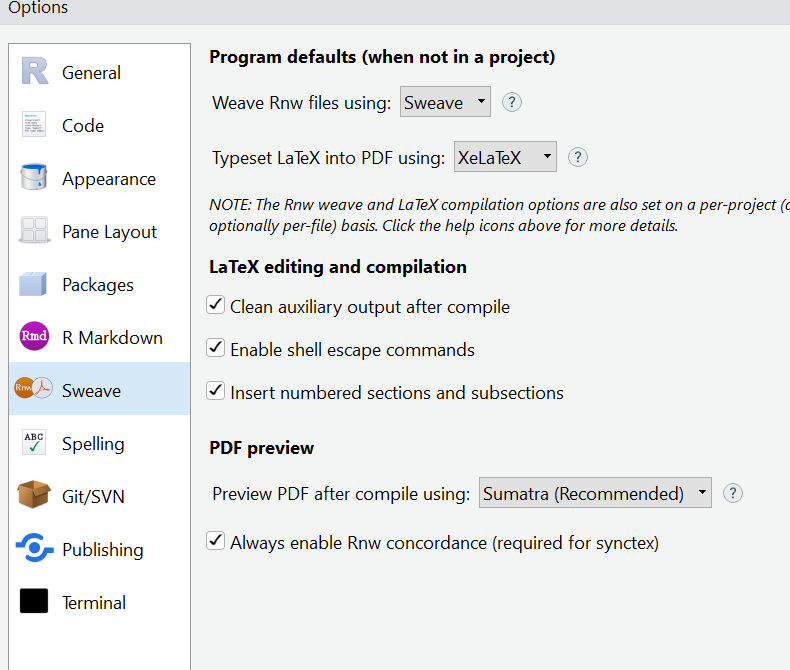 Options
General
Code
Appearance
Pane Layout
Packages
Rmd R Markdown
Rnw Sweave
ABC Spelling
Git/SVN
Publishing
Terminal
Program defaults (when not in a project)
Weave Rnw files using: Sweave ?
Typeset LaTeX into PDF using: XeLaTeX ?
NOTE: The Rnw weave and LaTeX compilation options are also set on a per-project (
optionally per-file) basis. Click the help icons above for more details.
LaTeX editing and compilation
Clean auxiliary output after compile
Enable shell escape commands
Insert numbered sections and subsections
PDF preview
Preview PDF after compile using: Sumatra (Recommended) ?
Always enable Rnw concordance (required for synctex)